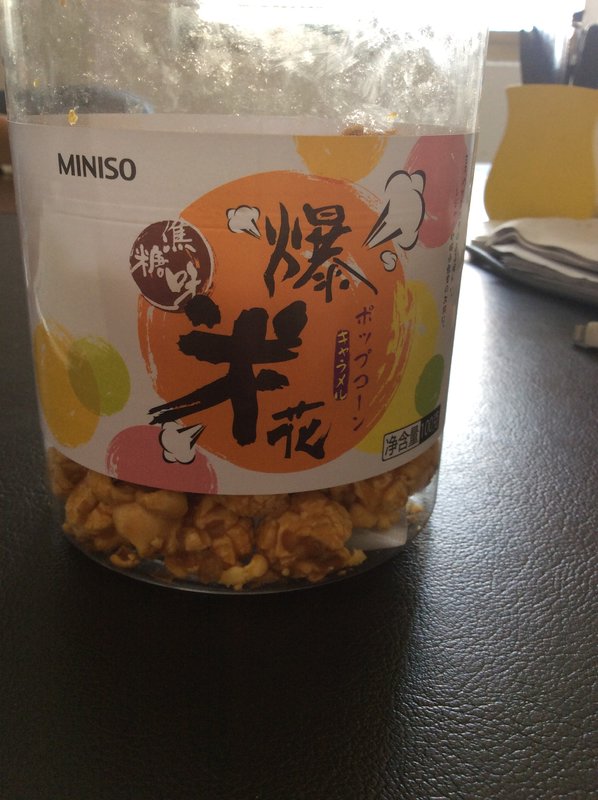 MINISO
焦糖味
爆米花
ポップコーン
キャラメル
净含量 100g